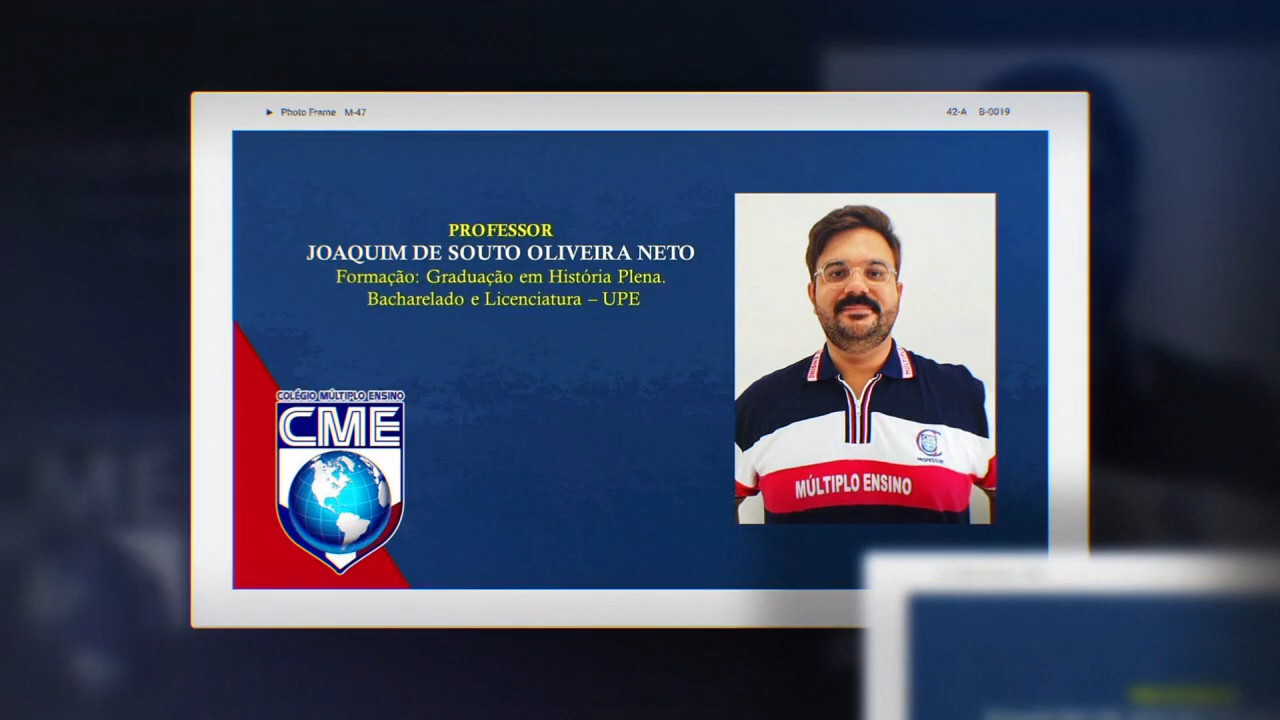 ▶ Photo Frame M-47
42-A B-0019
PROFESSOR
JOAQUIM DE SOUTO OLIVEIRA NETO
Formação: Graduação em História Plena.
Bacharelado e Licenciatura – UPE
COLÉGIO MÚLTIPLO ENSINO
CME
PROFESSOR
MÚLTIPLO ENSINO